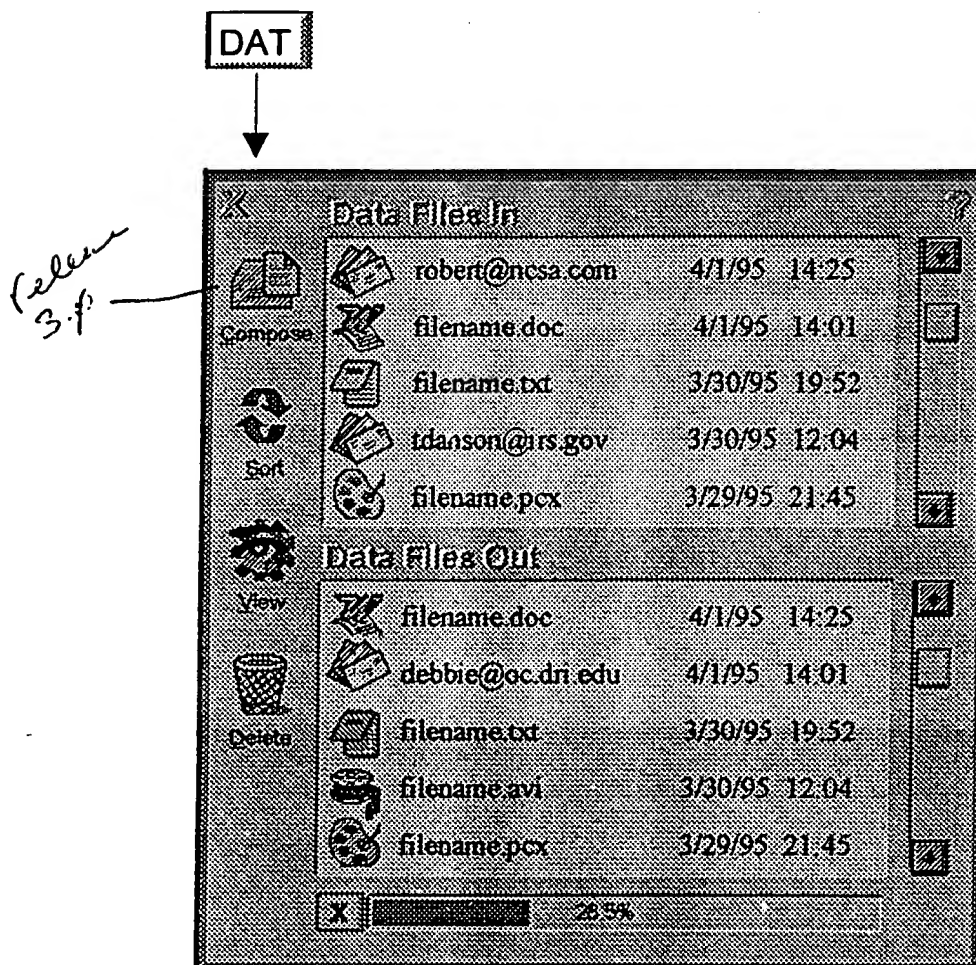 DAT
X Data Files In ?
robert@ncsa.com 4/1/95 14:25
Compose
filename.doc 4/1/95 14:01
filename.txt 3/30/95 19:52
tdanson@irs.gov 3/30/95 12:04
Sort
filename.pcx 3/29/95 21:45
Data Files Out
View
filename.doc 4/1/95 14:25
debbie@oc.dri.edu 4/1/95 14:01
Delete
filename.txt 3/30/95 19:52
filename.avi 3/30/95 12:04
filename.pcx 3/29/95 21:45
X 28.5%